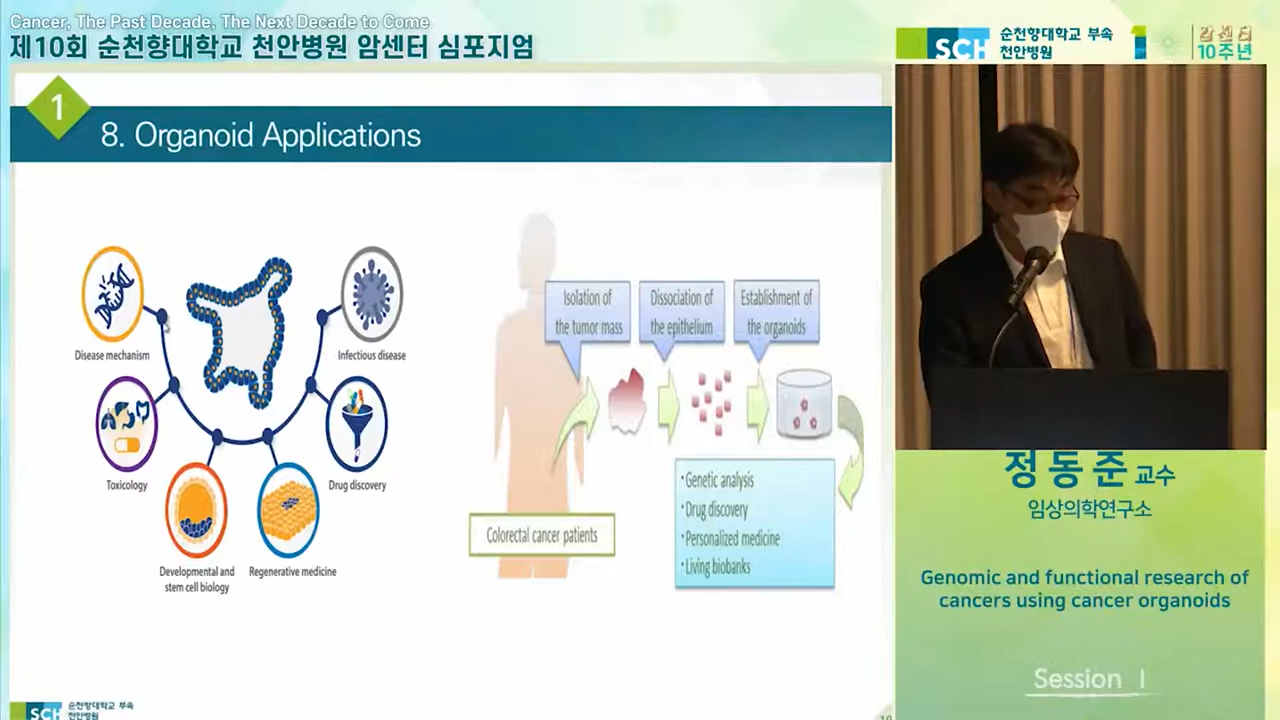 Cancer, The Past Decade, The Next Decade to Come
제10회 순천향대학교 천안병원 암센터 심포지엄
SCH 순천향대학교 부속
천안병원
암센터
10주년
1
8. Organoid Applications
Disease mechanism
Infectious disease
Toxicology
Drug discovery
Developmental and
stem cell biology
Regenerative medicine
Isolation of
the tumor mass
Dissociation of
the epithelium
Establishment of
the organoids
Colorectal cancer patients
•Genetic analysis
•Drug discovery
•Personalized medicine
•Living biobanks
정동준 교수
임상의학연구소
Genomic and functional research of
cancers using cancer organoids
Session I
SCH 순천향대학교 부속
천안병원